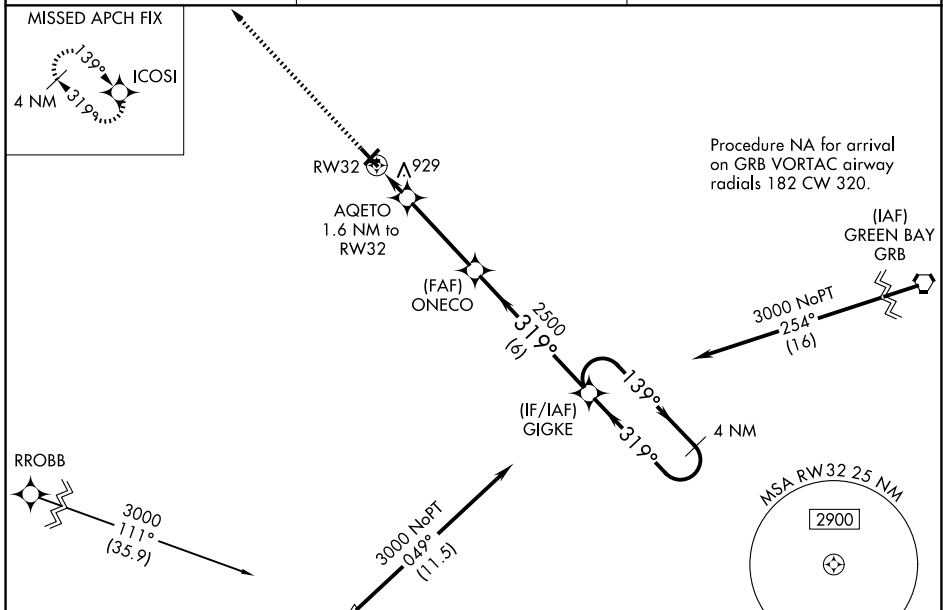 MISSED APCH FIX
139°
ICOSI
4 NM
319°
RW32
929
AQETO
1.6 NM to
RW32
Procedure NA for arrival
on GRB VORTAC airway
radials 182 CW 320.
(IAF)
GREEN BAY
GRB
(FAF)
ONECO
2500
319°
(6)
3000 NoPT
254°
(16)
(IF/IAF)
GIGKE
139°
319°
4 NM
RROBB
3000
111°
(35.9)
3000 NoPT
049°
(11.5)
MSA RW32 25 NM
2900